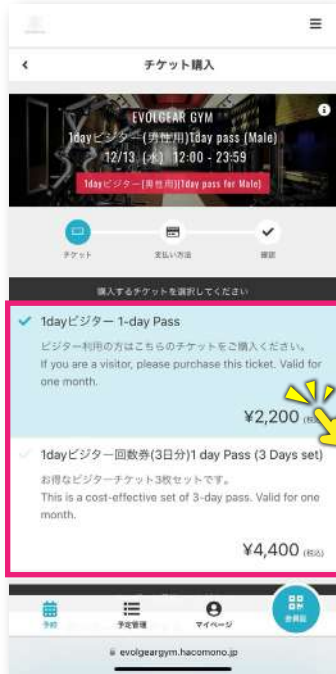 チケット購入
EVOLGEAR GYM
1dayビジター(男性用)1day pass (Male)
12/13 (水) 12:00 - 23:59
1dayビジター(男性用)(1day pass for Male)
チケット
支払い方法
確認
購入するチケットを選択してください
1dayビジター 1-day Pass
ビジター利用の方はこちらのチケットをご購入ください。
If you are a visitor, please purchase this ticket. Valid for
one month.
¥2,200
1dayビジター回数券(3日分)1 day Pass (3 Days set)
お得なビジターチケット3枚セットです。
This is a cost-effective set of 3-day pass. Valid for one
month.
¥4,400 (税込)
予約
予定管理
マイページ
会員証
evolgeargym.hacomono.jp